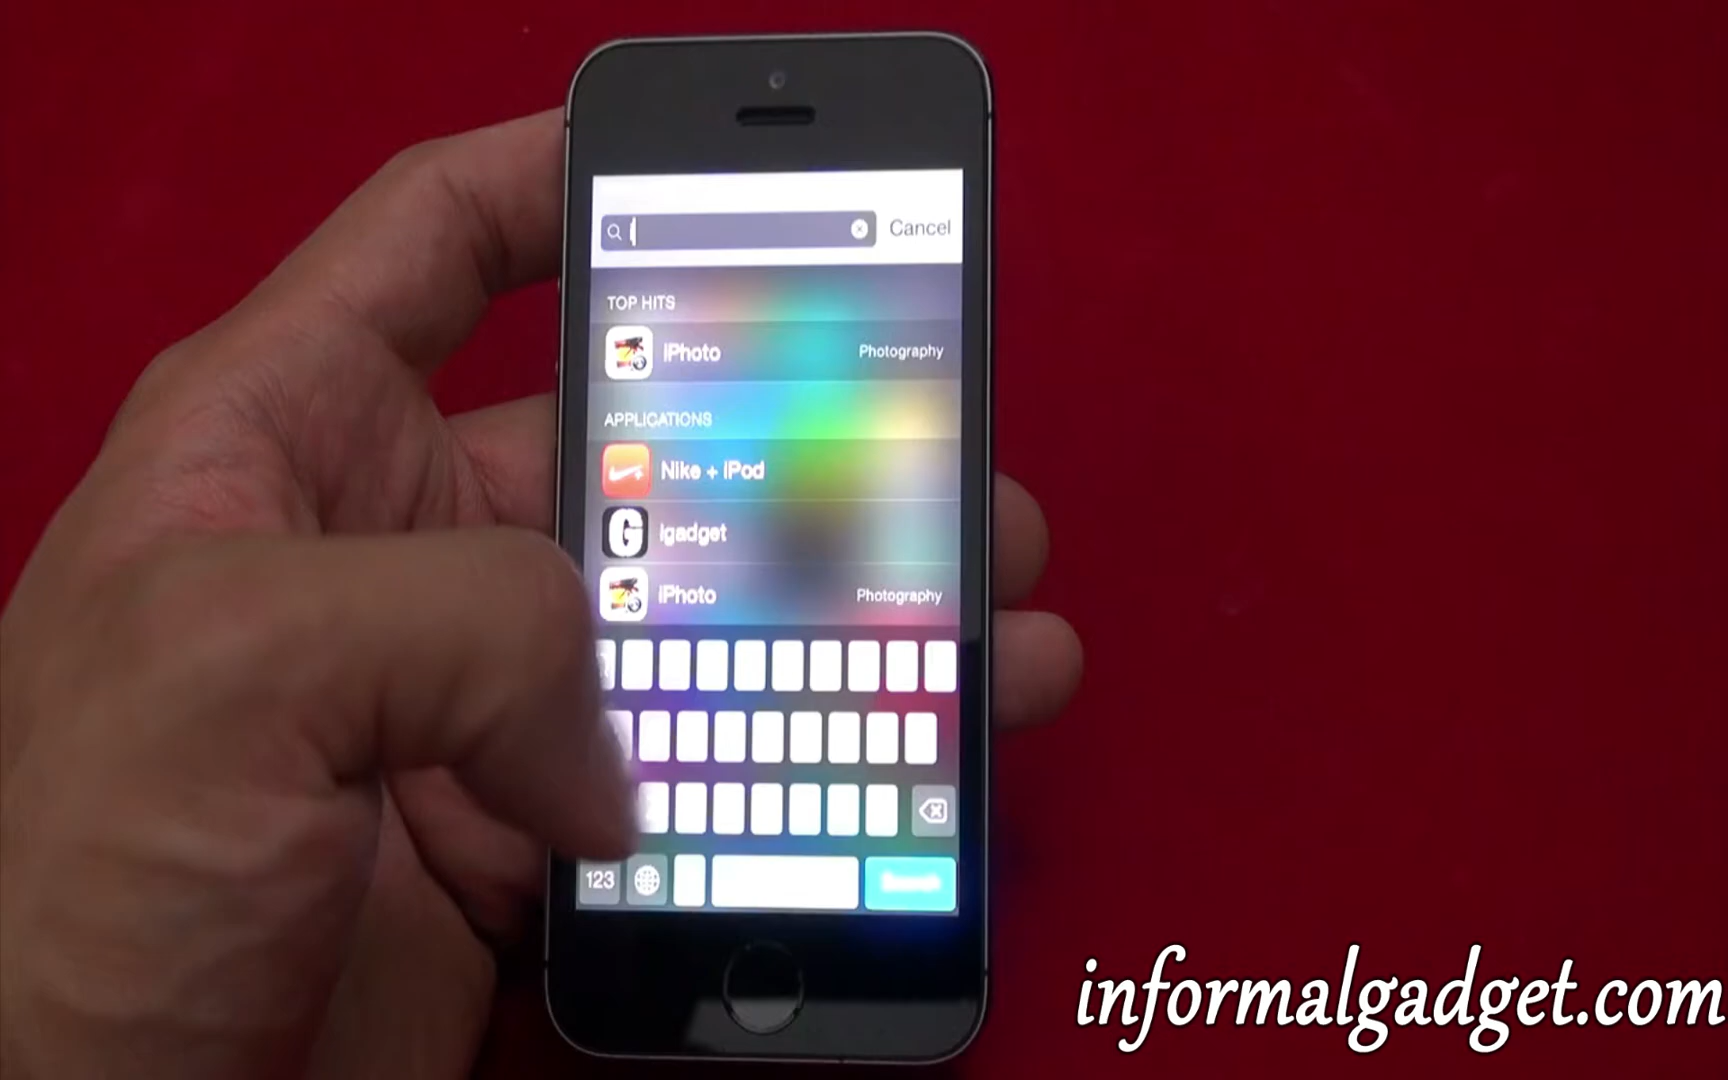 Cancel
TOP HITS
iPhoto Photography
APPLICATIONS
Nike + iPod
igadget
iPhoto Photography
123
informalgadget.com